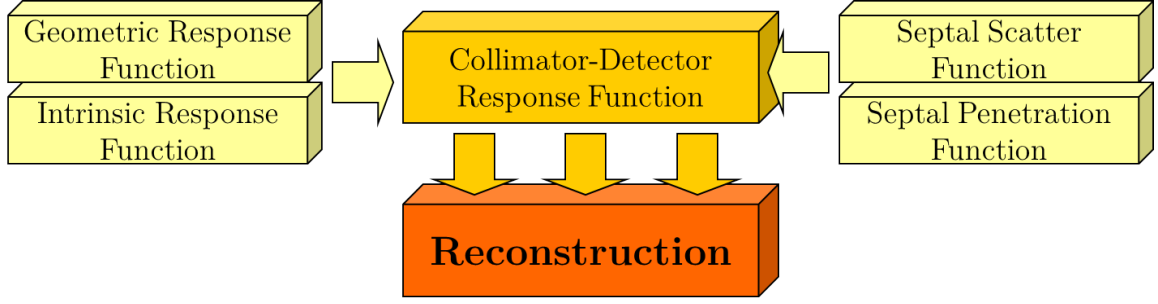 Geometric Response
Function
Intrinsic Response
Function
Collimator-Detector
Response Function
Septal Scatter
Function
Septal Penetration
Function
Reconstruction